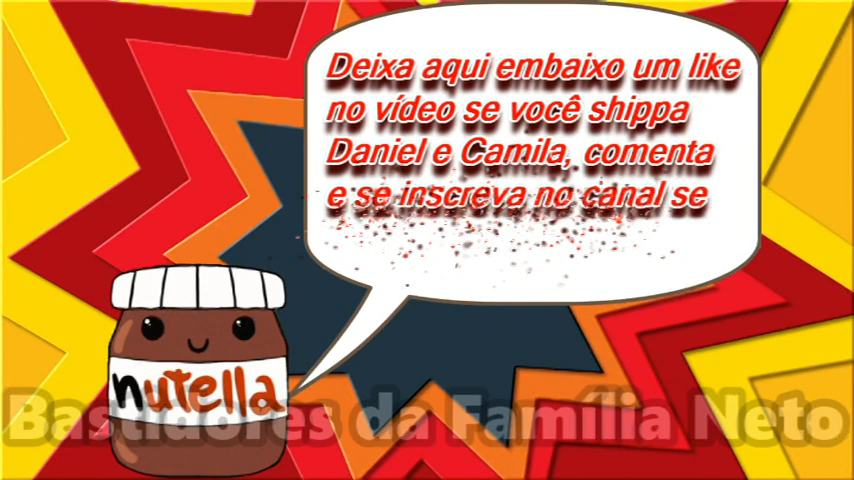 Deixa aqui embaixo um like
no vídeo se você shippa
Daniel e Camila, comenta
e se inscreva no canal se
nutella
Bastidores da Família Neto